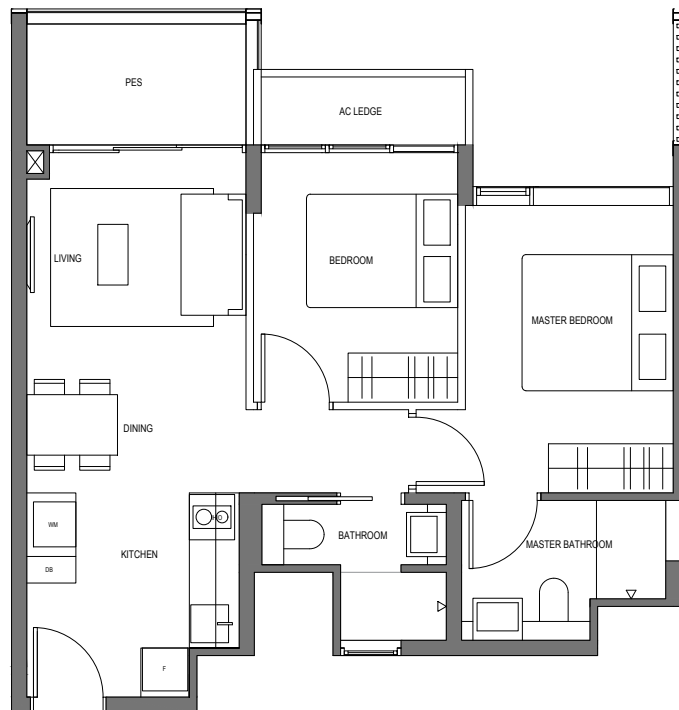 PES
AC LEDGE
LIVING
BEDROOM
MASTER BEDROOM
DINING
WM
H
O
BATHROOM
MASTER BATHROOM
KITCHEN
DB
F